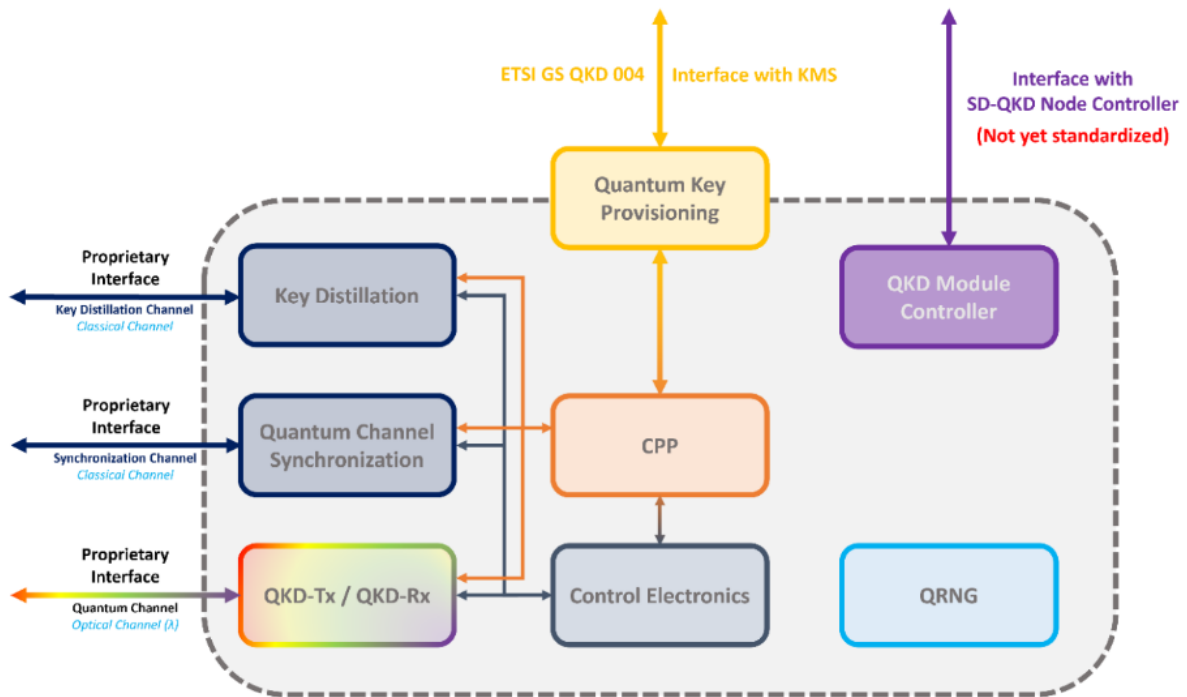 ETSI GS QKD 004
Interface with KMS
Interface with
SD-QKD Node Controller
(Not yet standardized)
Quantum Key
Provisioning
Proprietary
Interface
Key Distillation Channel
Classical Channel
Key Distillation
QKD Module
Controller
Proprietary
Interface
Synchronization Channel
Classical Channel
Quantum Channel
Synchronization
CPP
Proprietary
Interface
Quantum Channel
Optical Channel (λ)
QKD-Tx / QKD-Rx
Control Electronics
QRNG